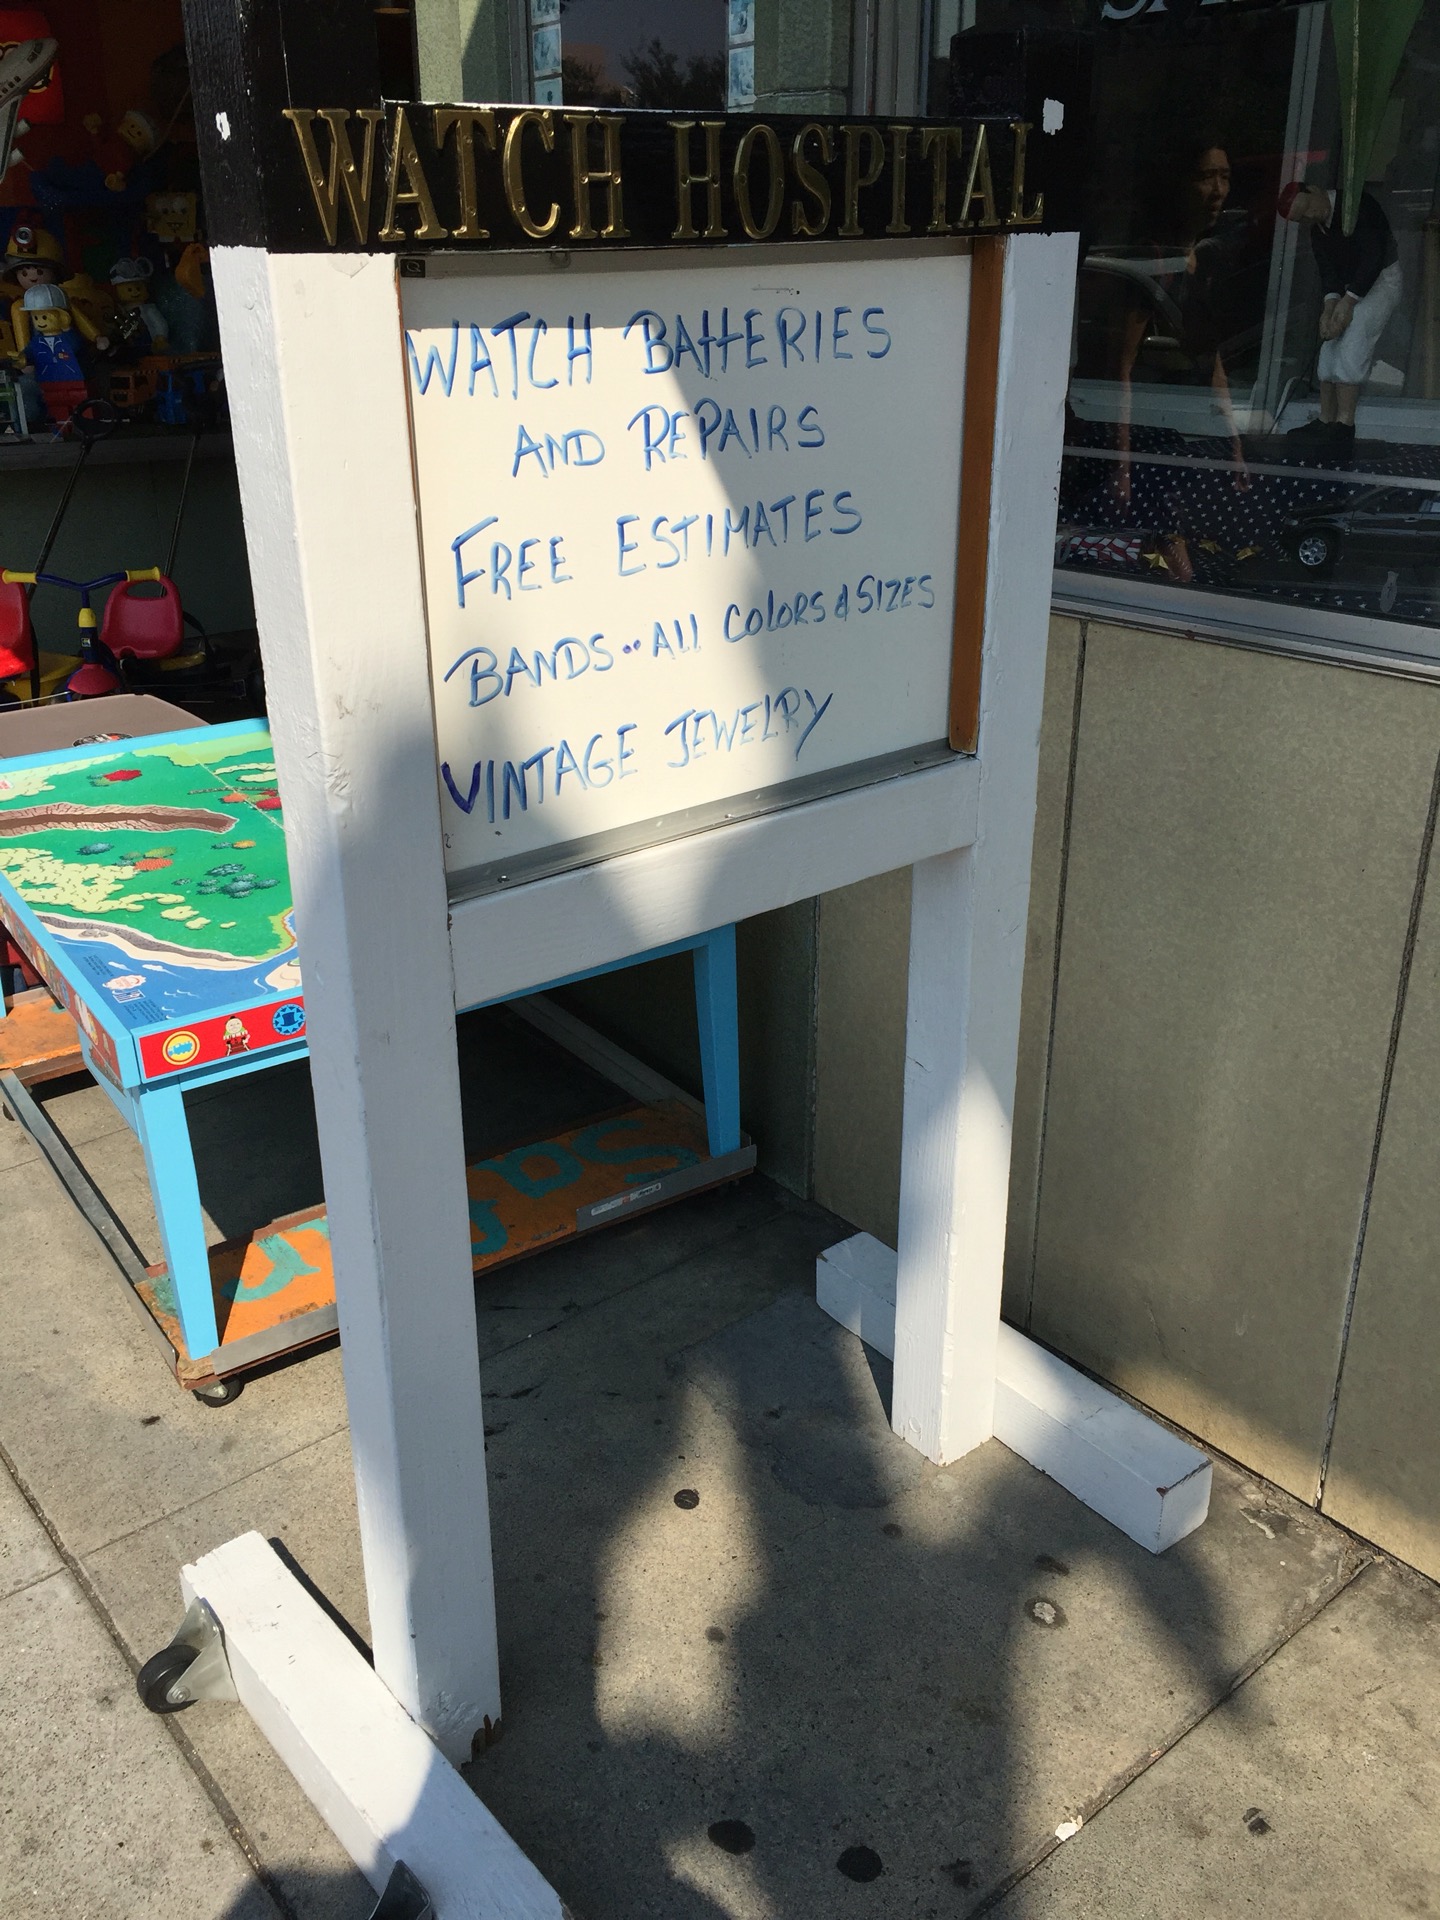 WATCH HOSPITAL
WATCH BATTERIES
AND REPAIRS
FREE ESTIMATES
BANDS..ALL COLORS & SIZES
VINTAGE JEWELRY